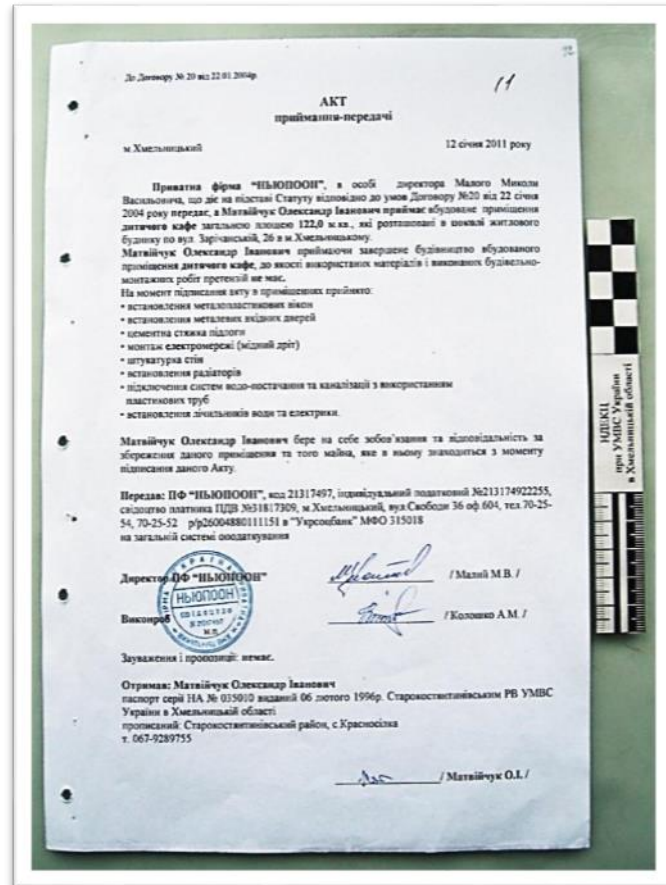 До Договору № 20 від 22.01.2004р.
11
АКТ
приймання-передачі
м.Хмельницький 12 січня 2011 року
Приватна фірма “НЬЮПООН”, в особі директора Малого Миколи
Васильовича, що діє на підставі Статуту відповідно до умов Договору №20 від 22 січня
2004 року передає, а Матвійчук Олександр Іванович приймає вбудоване приміщення
дитячого кафе загальною площею 122,0 м.кв., які розташовані в цоколі житлового
будинку по вул. Зарічанській, 26 в м.Хмельницькому.
Матвійчук Олександр Іванович приймаючи завершене будівництво вбудованого
приміщення дитячого кафе, до якості використаних матеріалів і виконаних будівельно-
монтажних робіт претензій не має.
На момент підписання акту в приміщеннях прийнято:
• встановлення металопластикових вікон
• встановлення металевих вхідних дверей
• цементна стяжка підлоги
• монтаж електромережі (мідний дріт)
• штукатурка стін
• встановлення радіаторів
• підключення систем водо-постачання та каналізації з використанням
пластикових труб
• встановлення лічильників води та електрики.
Матвійчук Олександр Іванович бере на себе зобов’язання та відповідальність за
збереження даного приміщення та того майна, яке в ньому знаходиться з моменту
підписання даного Акту.
Передав: ПФ “НЬЮПООН”, код 21317497, індивідуальний податковий №213174922255,
свідоцтво платника ПДВ №31817309, м.Хмельницький, вул.Свободи 36 оф.604, тел.70-25-
54, 70-25-52 р/р26004880111151 в “Укрсоцбанк” МФО 315018
на загальній системі оподаткування
Директор ПФ “НЬЮПООН” / Малий М.В. /
НЬЮПООН
Виконроб / Колошко А.М. /
Зауваження і пропозиції: немає.
Отримав: Матвійчук Олександр Іванович
паспорт серії НА № 035010 виданий 06 лютого 1996р. Старокостянтинівським РВ УМВС
України в Хмельницькій області
прописаний: Старокостянтинівський район, с.Красносілка
т. 067-9289755
/ Матвійчук О.І. /
НДЕКЦ
при УМВС України
в Хмельницькій області